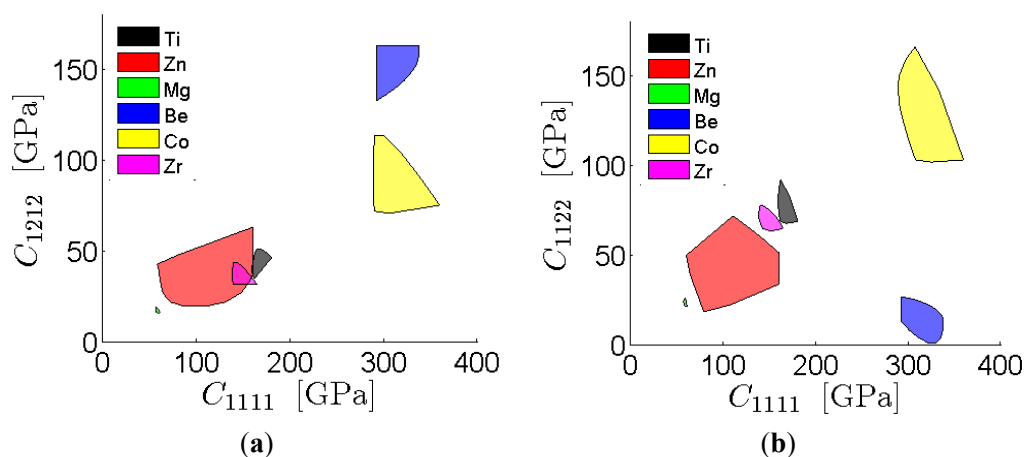 C1212 [GPa]
150
100
50
0
Ti
Zn
Mg
Be
Co
Zr
0 100 200 300 400
C1111 [GPa]
(a)
C1122 [GPa]
150
100
50
0
Ti
Zn
Mg
Be
Co
Zr
0 100 200 300 400
C1111 [GPa]
(b)